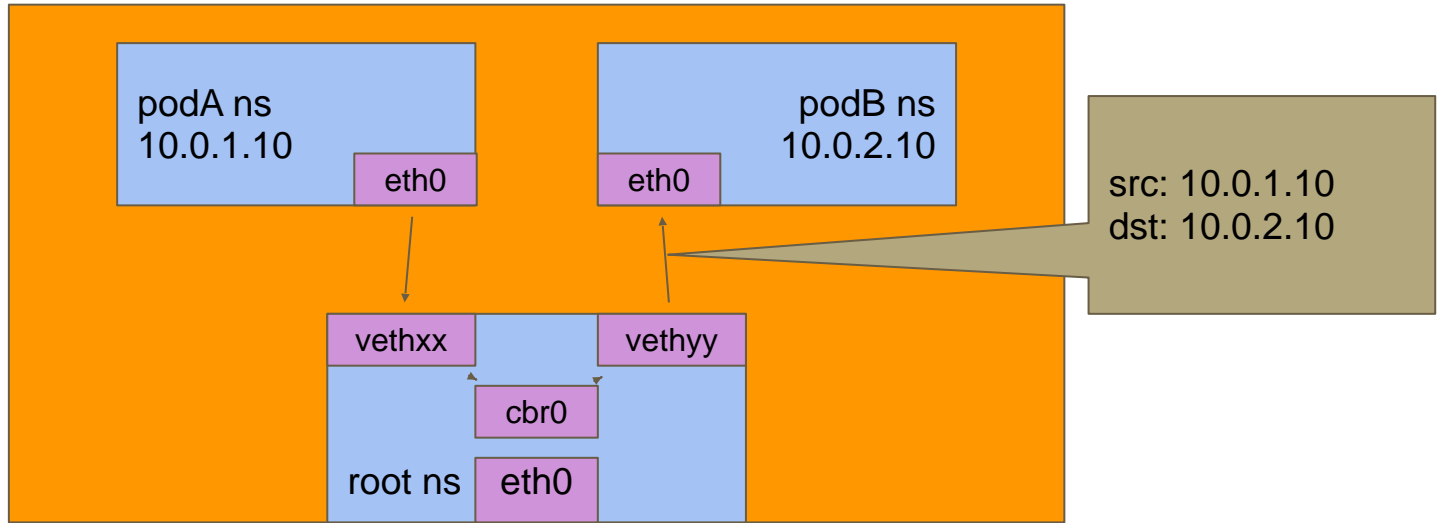 podA ns
10.0.1.10
eth0
podB ns
10.0.2.10
eth0
src: 10.0.1.10
dst: 10.0.2.10
vethxx
vethyy
cbr0
root ns
eth0